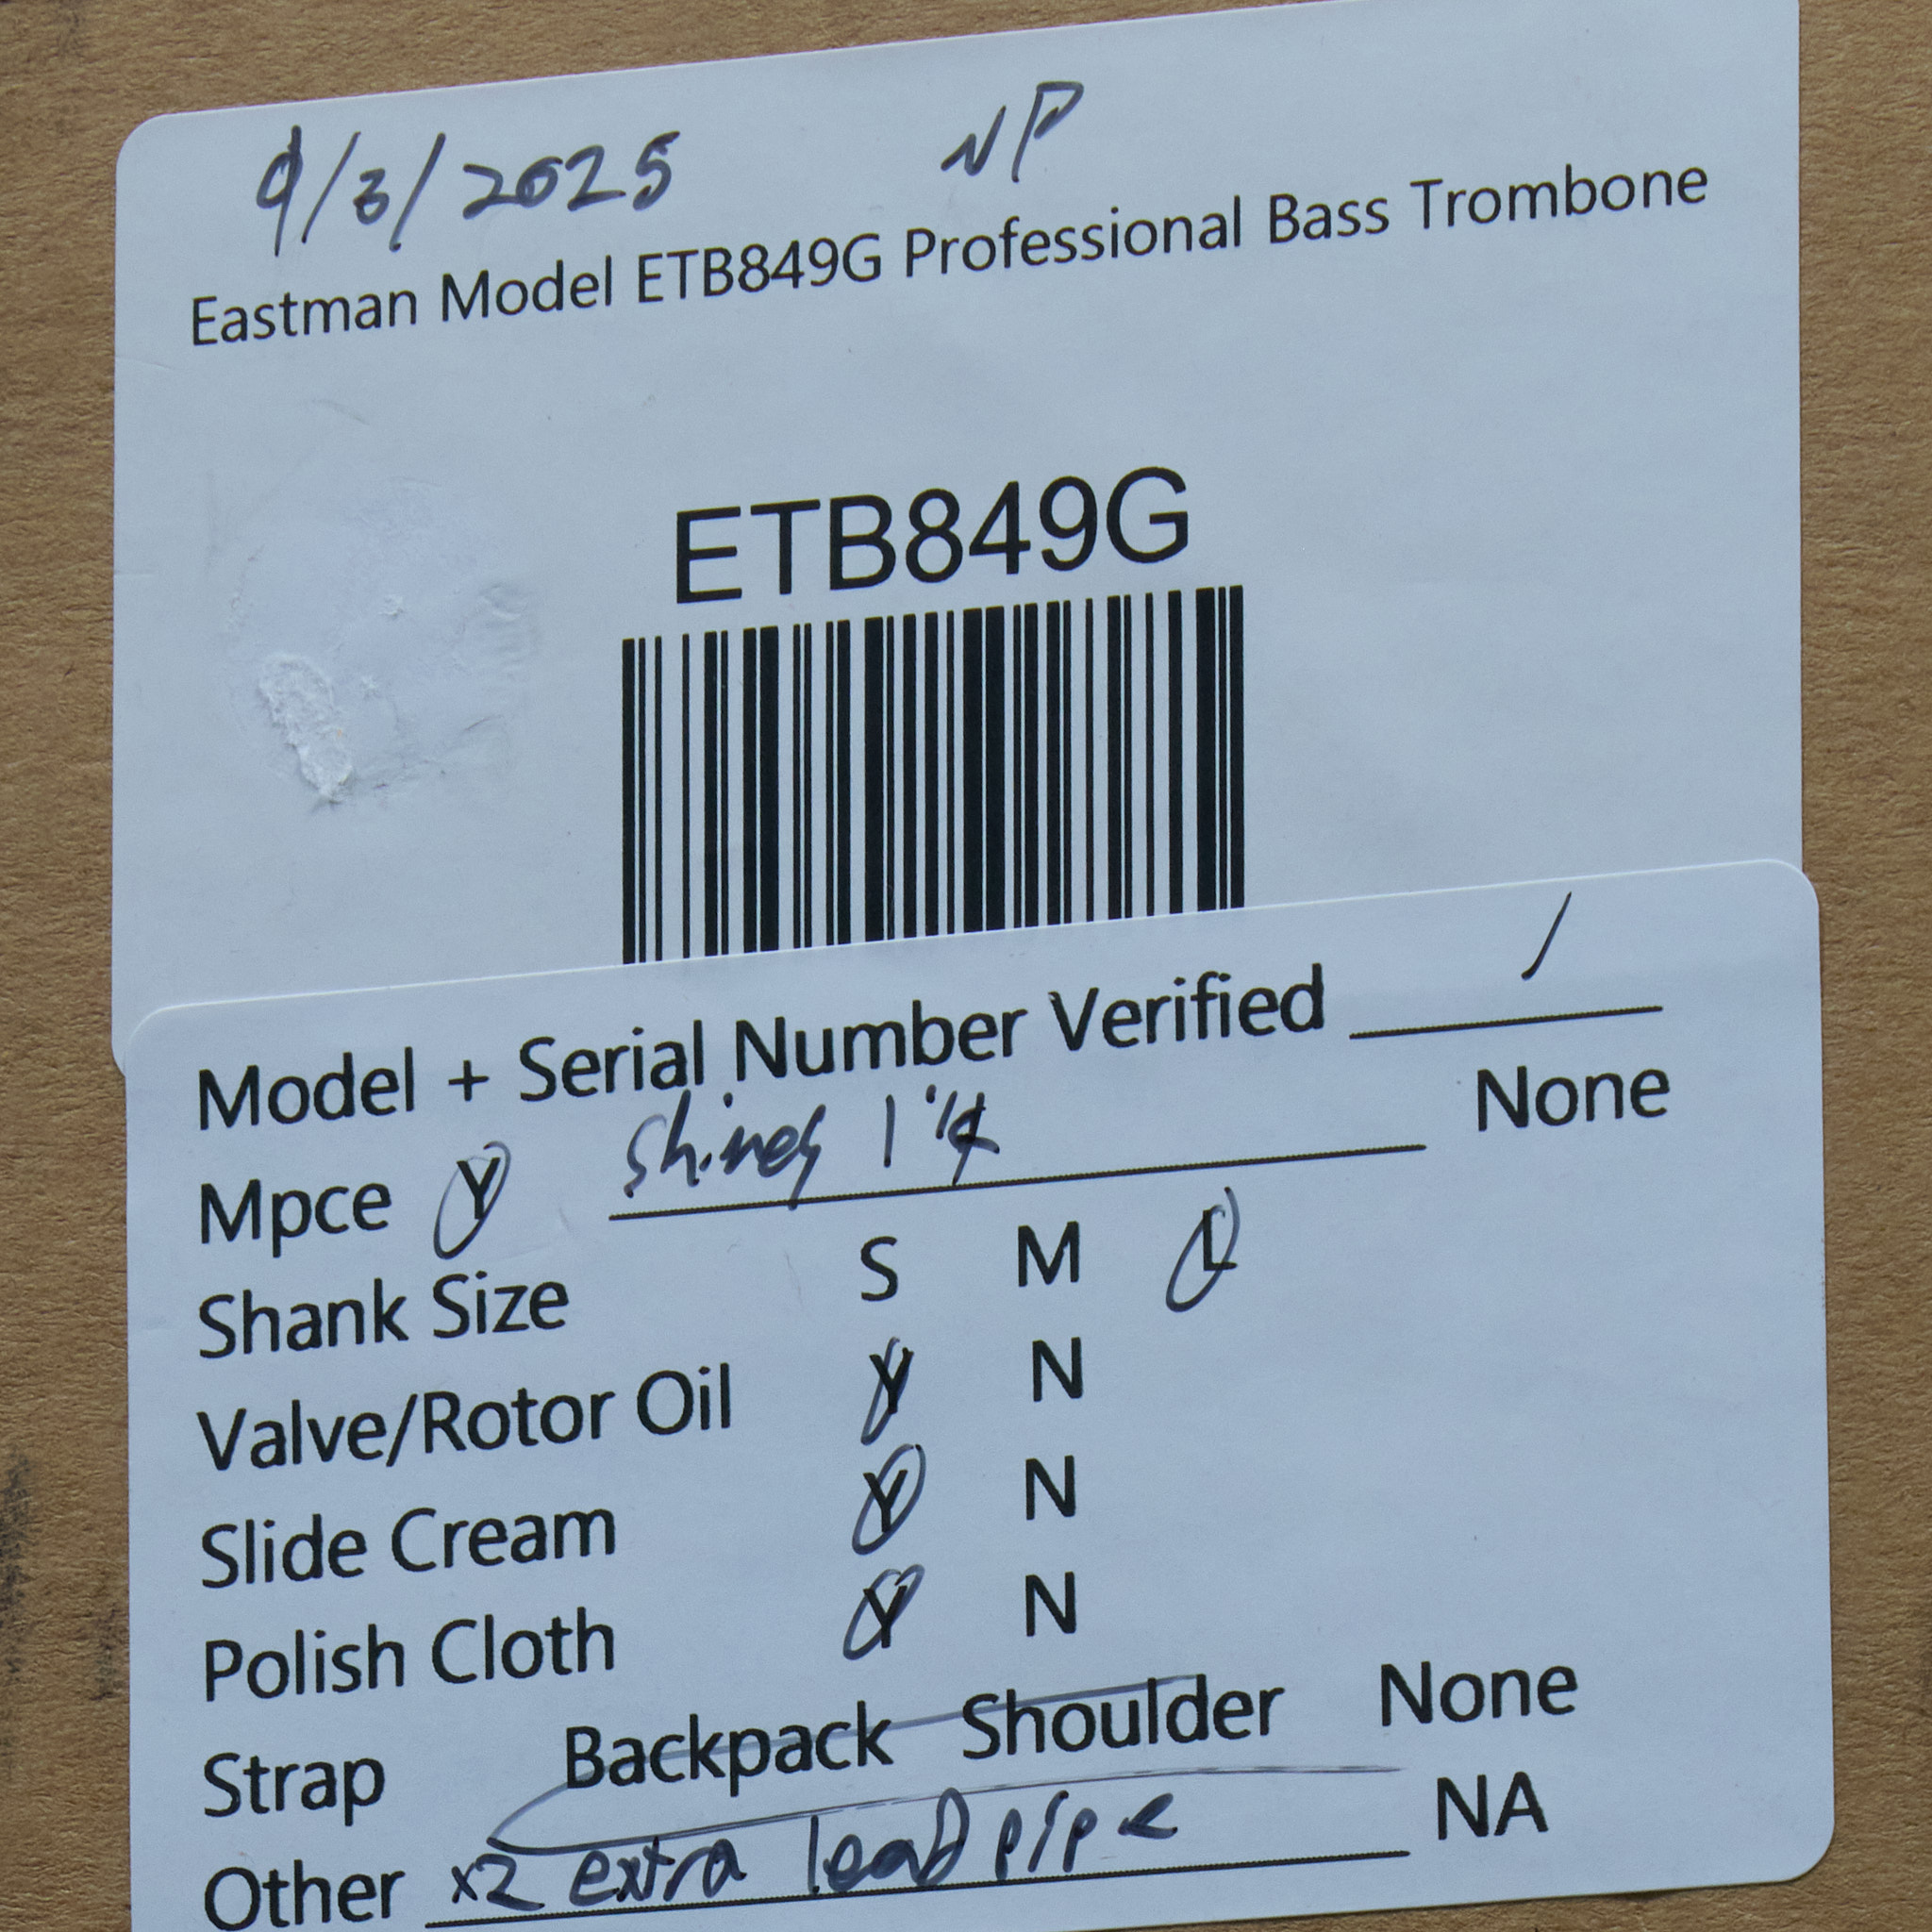 9/3/2025 NP
Eastman Model ETB849G Professional Bass Trombone
ETB849G
Model + Serial Number Verified /
Mpce Y Shires 1 1/4 None
Shank Size S M L
Valve/Rotor Oil Y N
Slide Cream Y N
Polish Cloth Y N
Strap Backpack Shoulder None
Other x2 extra leadpipe NA